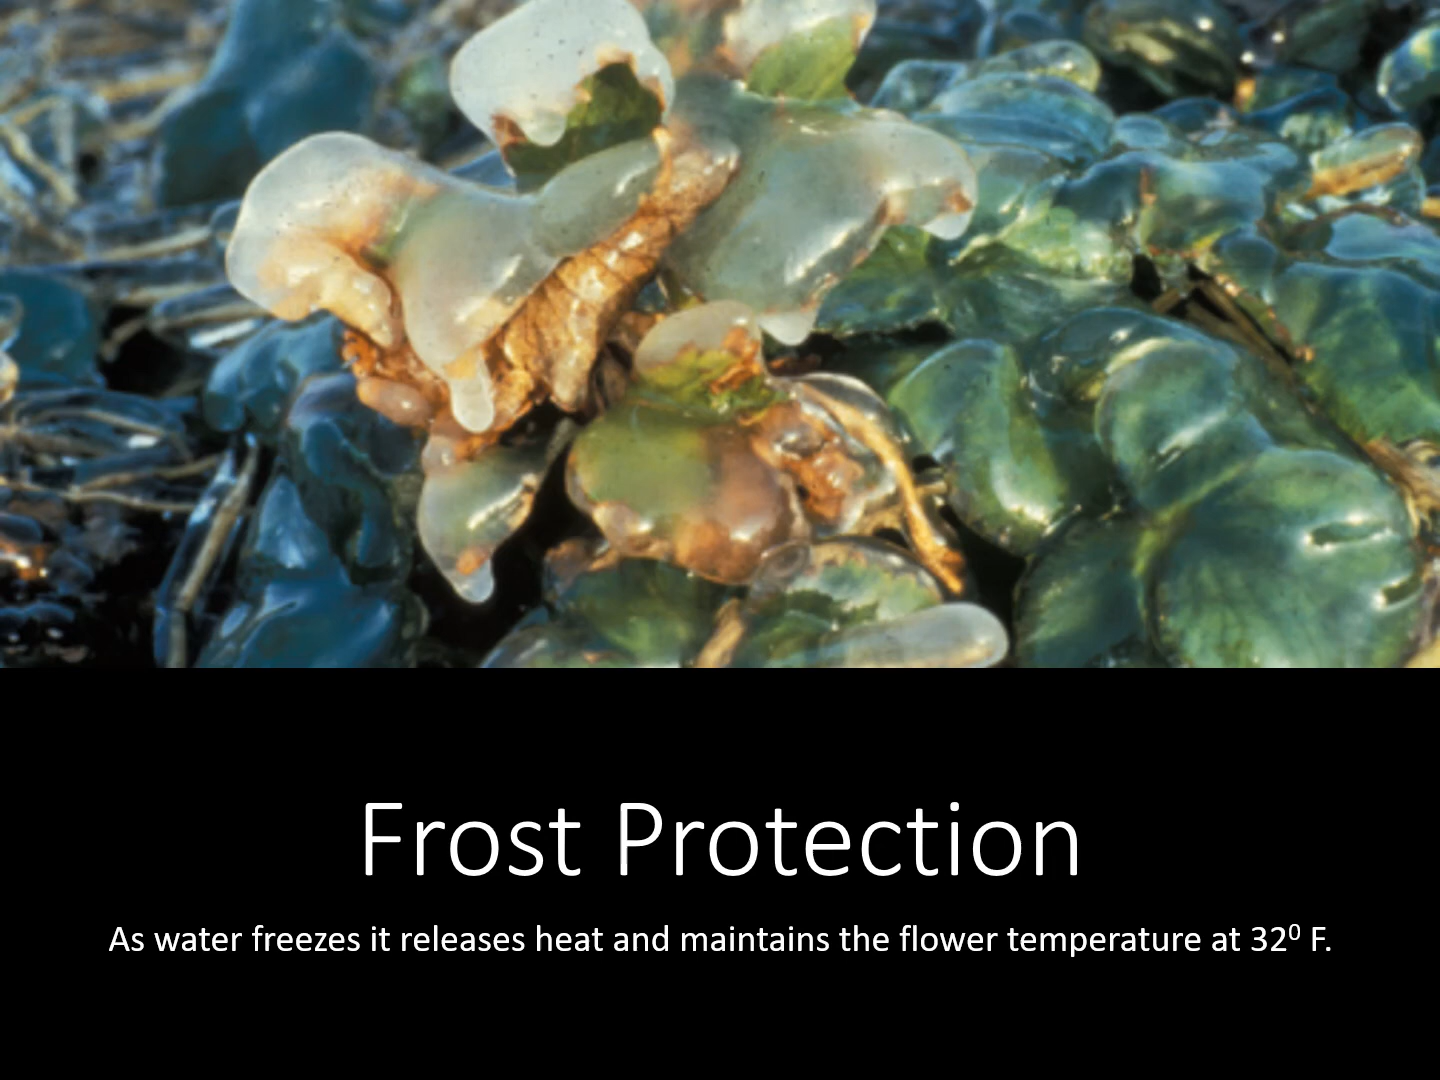 Frost Protection
As water freezes it releases heat and maintains the flower temperature at 32⁰ F.